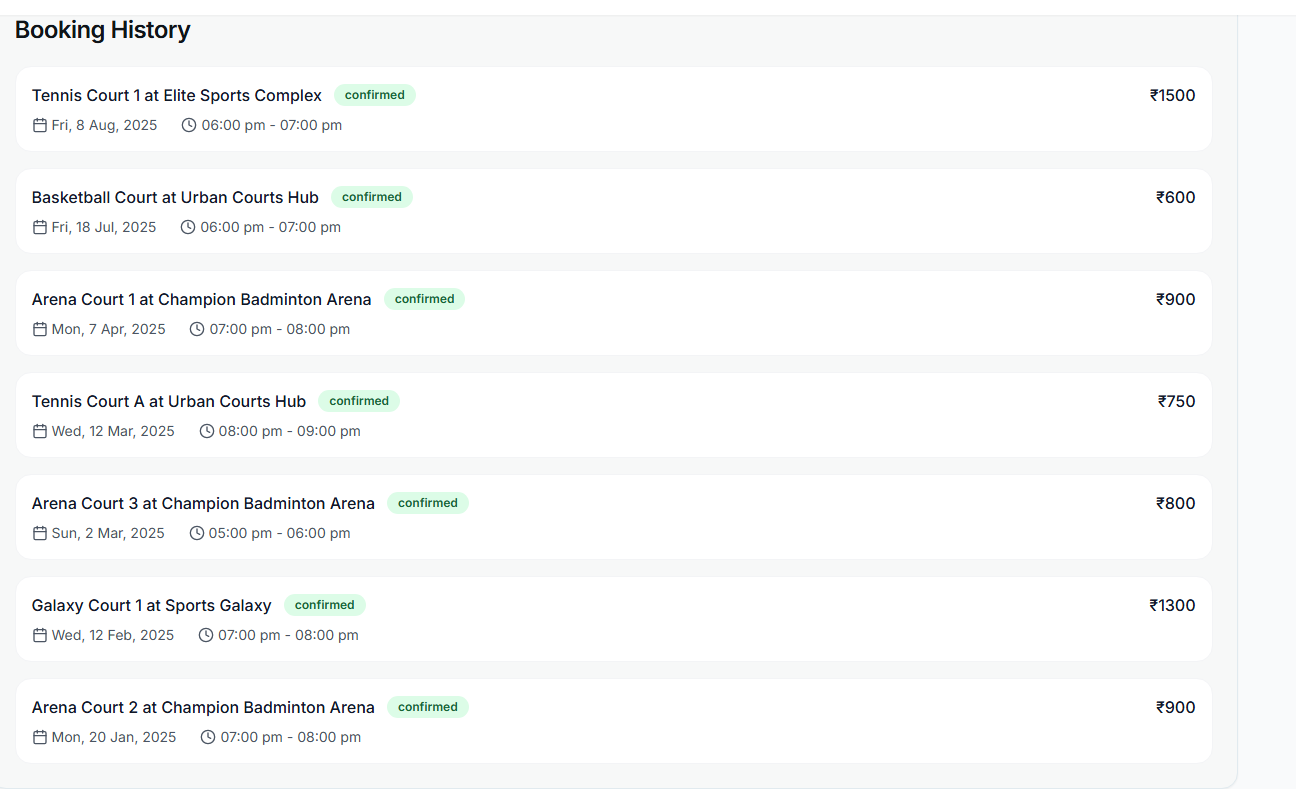 Booking History
Tennis Court 1 at Elite Sports Complex confirmed ₹1500
Fri, 8 Aug, 2025 06:00 pm - 07:00 pm
Basketball Court at Urban Courts Hub confirmed ₹600
Fri, 18 Jul, 2025 06:00 pm - 07:00 pm
Arena Court 1 at Champion Badminton Arena confirmed ₹900
Mon, 7 Apr, 2025 07:00 pm - 08:00 pm
Tennis Court A at Urban Courts Hub confirmed ₹750
Wed, 12 Mar, 2025 08:00 pm - 09:00 pm
Arena Court 3 at Champion Badminton Arena confirmed ₹800
Sun, 2 Mar, 2025 05:00 pm - 06:00 pm
Galaxy Court 1 at Sports Galaxy confirmed ₹1300
Wed, 12 Feb, 2025 07:00 pm - 08:00 pm
Arena Court 2 at Champion Badminton Arena confirmed ₹900
Mon, 20 Jan, 2025 07:00 pm - 08:00 pm